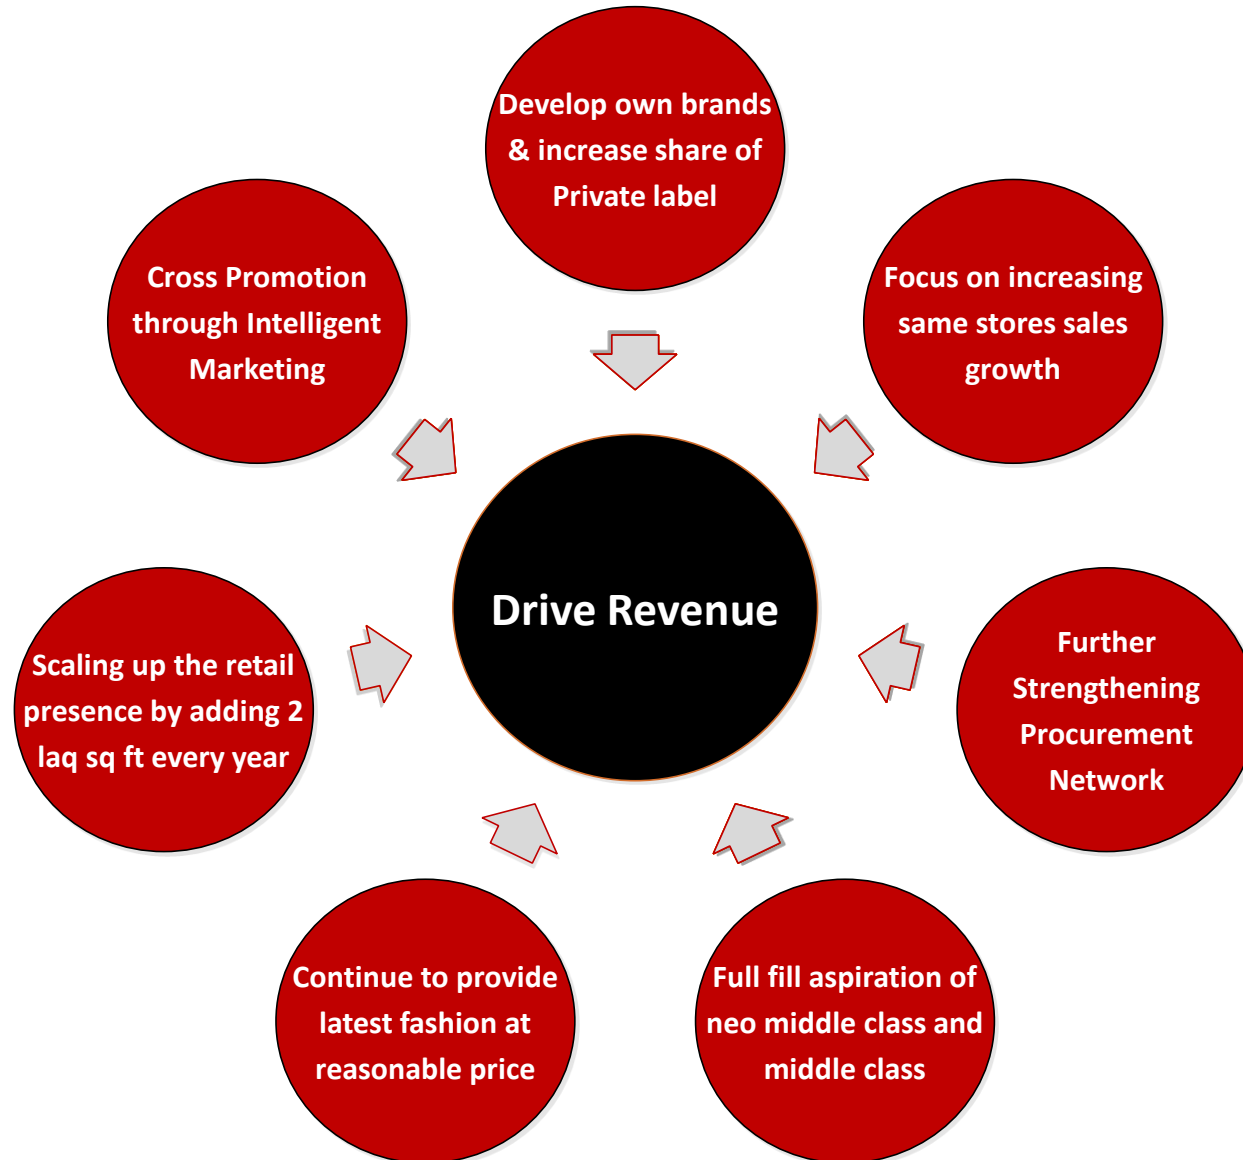 Develop own brands
& increase share of
Private label
Cross Promotion
through Intelligent
Marketing
Focus on increasing
same stores sales
growth
Drive Revenue
Scaling up the retail
presence by adding 2
laq sq ft every year
Further
Strengthening
Procurement
Network
Continue to provide
latest fashion at
reasonable price
Full fill aspiration of
neo middle class and
middle class